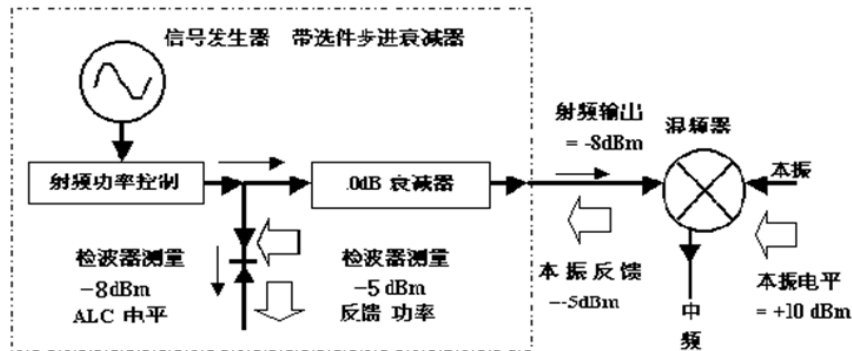 信号发生器 带选件步进衰减器
射频输出
= -8dBm
混频器
射频功率控制
.0dB 衰减器
本振
检波器测量
-8dBm
ALC 电平
检波器测量
-5dBm
反馈 功率
本振反馈
--5dBm
中
频
本振电平
= +10 dBm